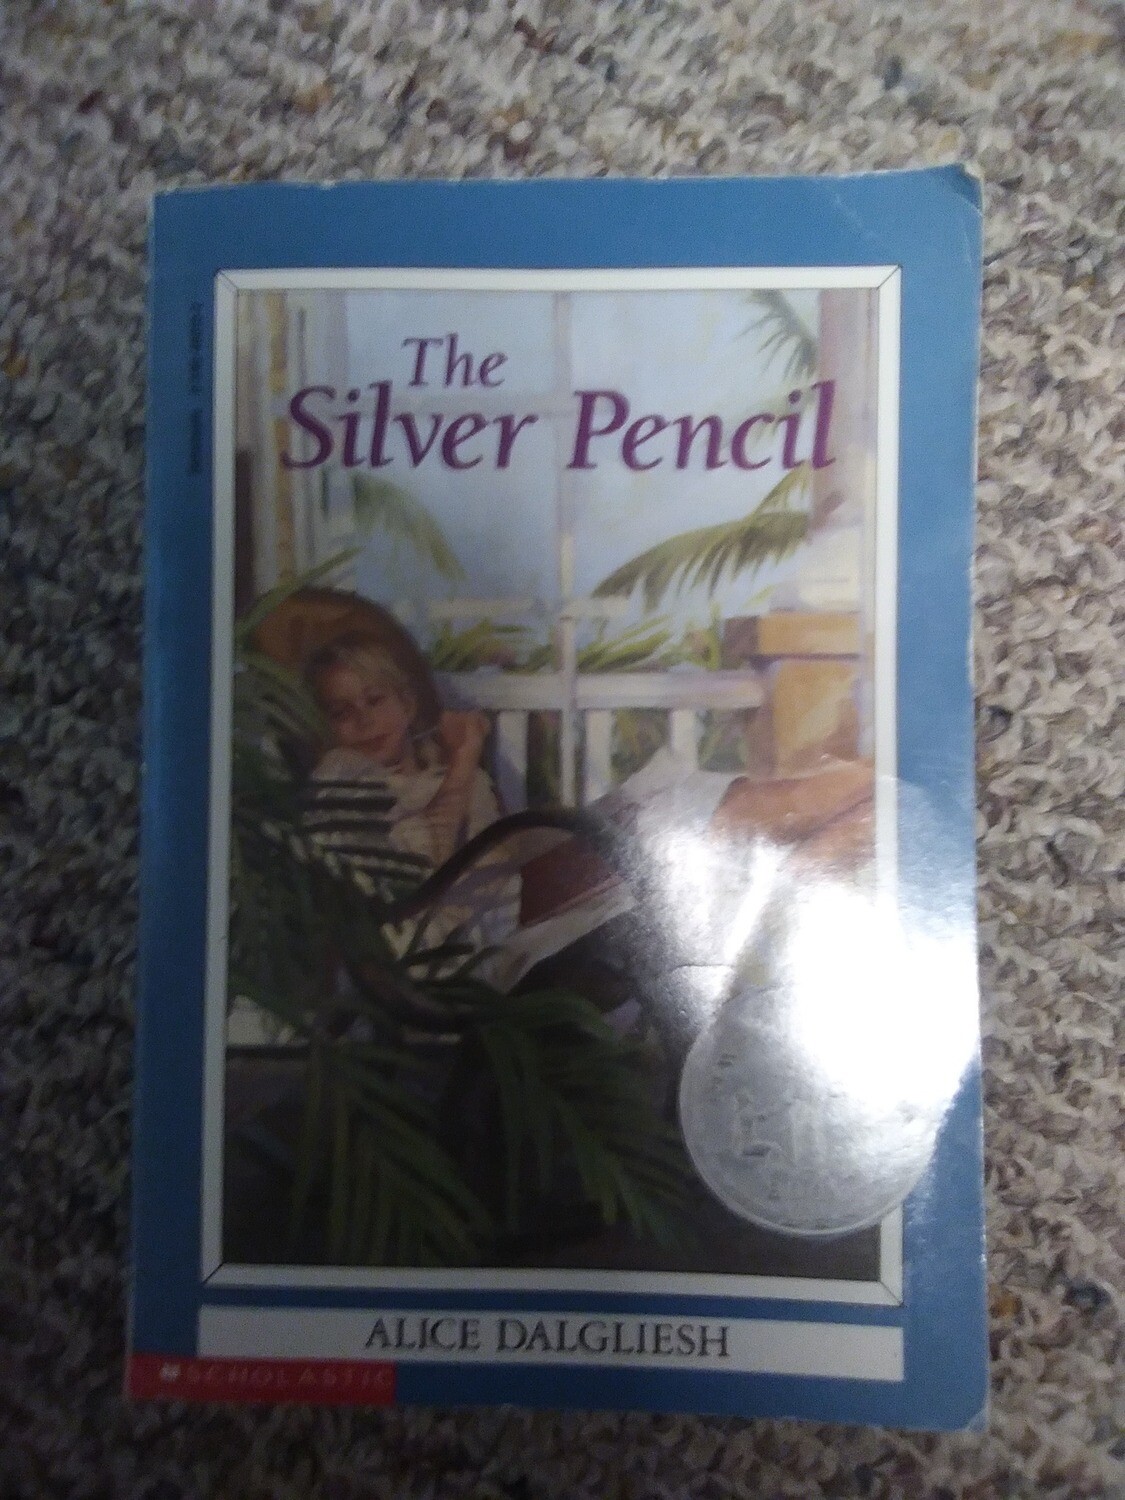 The
Silver Pencil
ALICE DALGLIESH
SCHOLASTIC